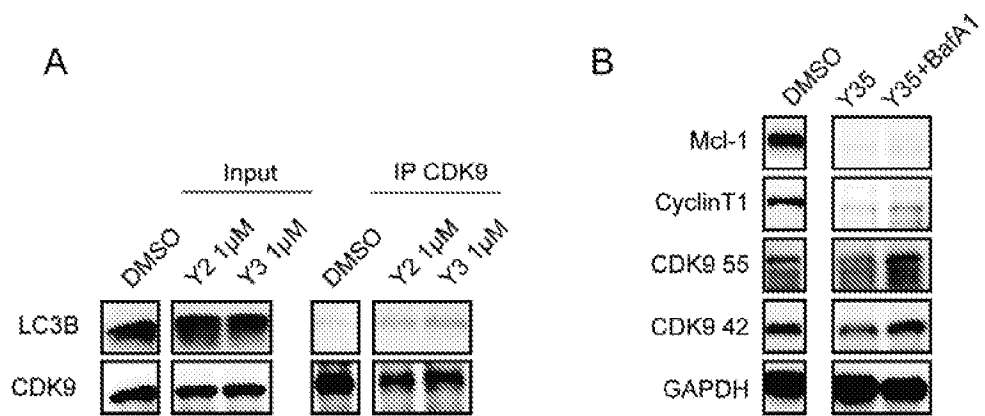 A
Input
IP CDK9
DMSO
Y2 1μM
Y3 1μM
DMSO
Y2 1μM
Y3 1μM
LC3B
CDK9
B
DMSO
Y35
Y35+BafA1
Mcl-1
CyclinT1
CDK9 55
CDK9 42
GAPDH